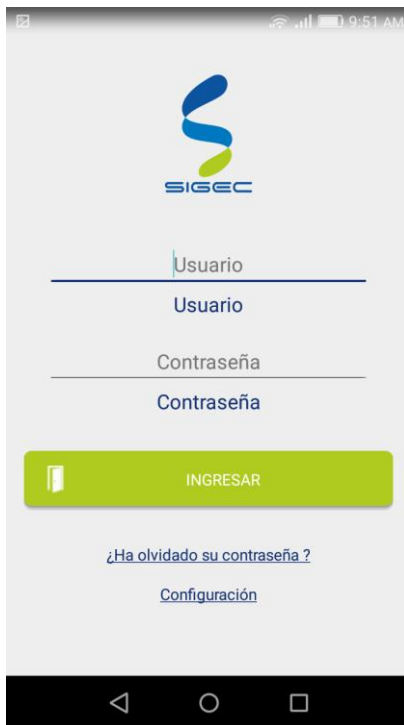 9:51 AM
SIGEC
Usuario
Usuario
Contraseña
Contraseña
INGRESAR
¿Ha olvidado su contraseña ?
Configuración